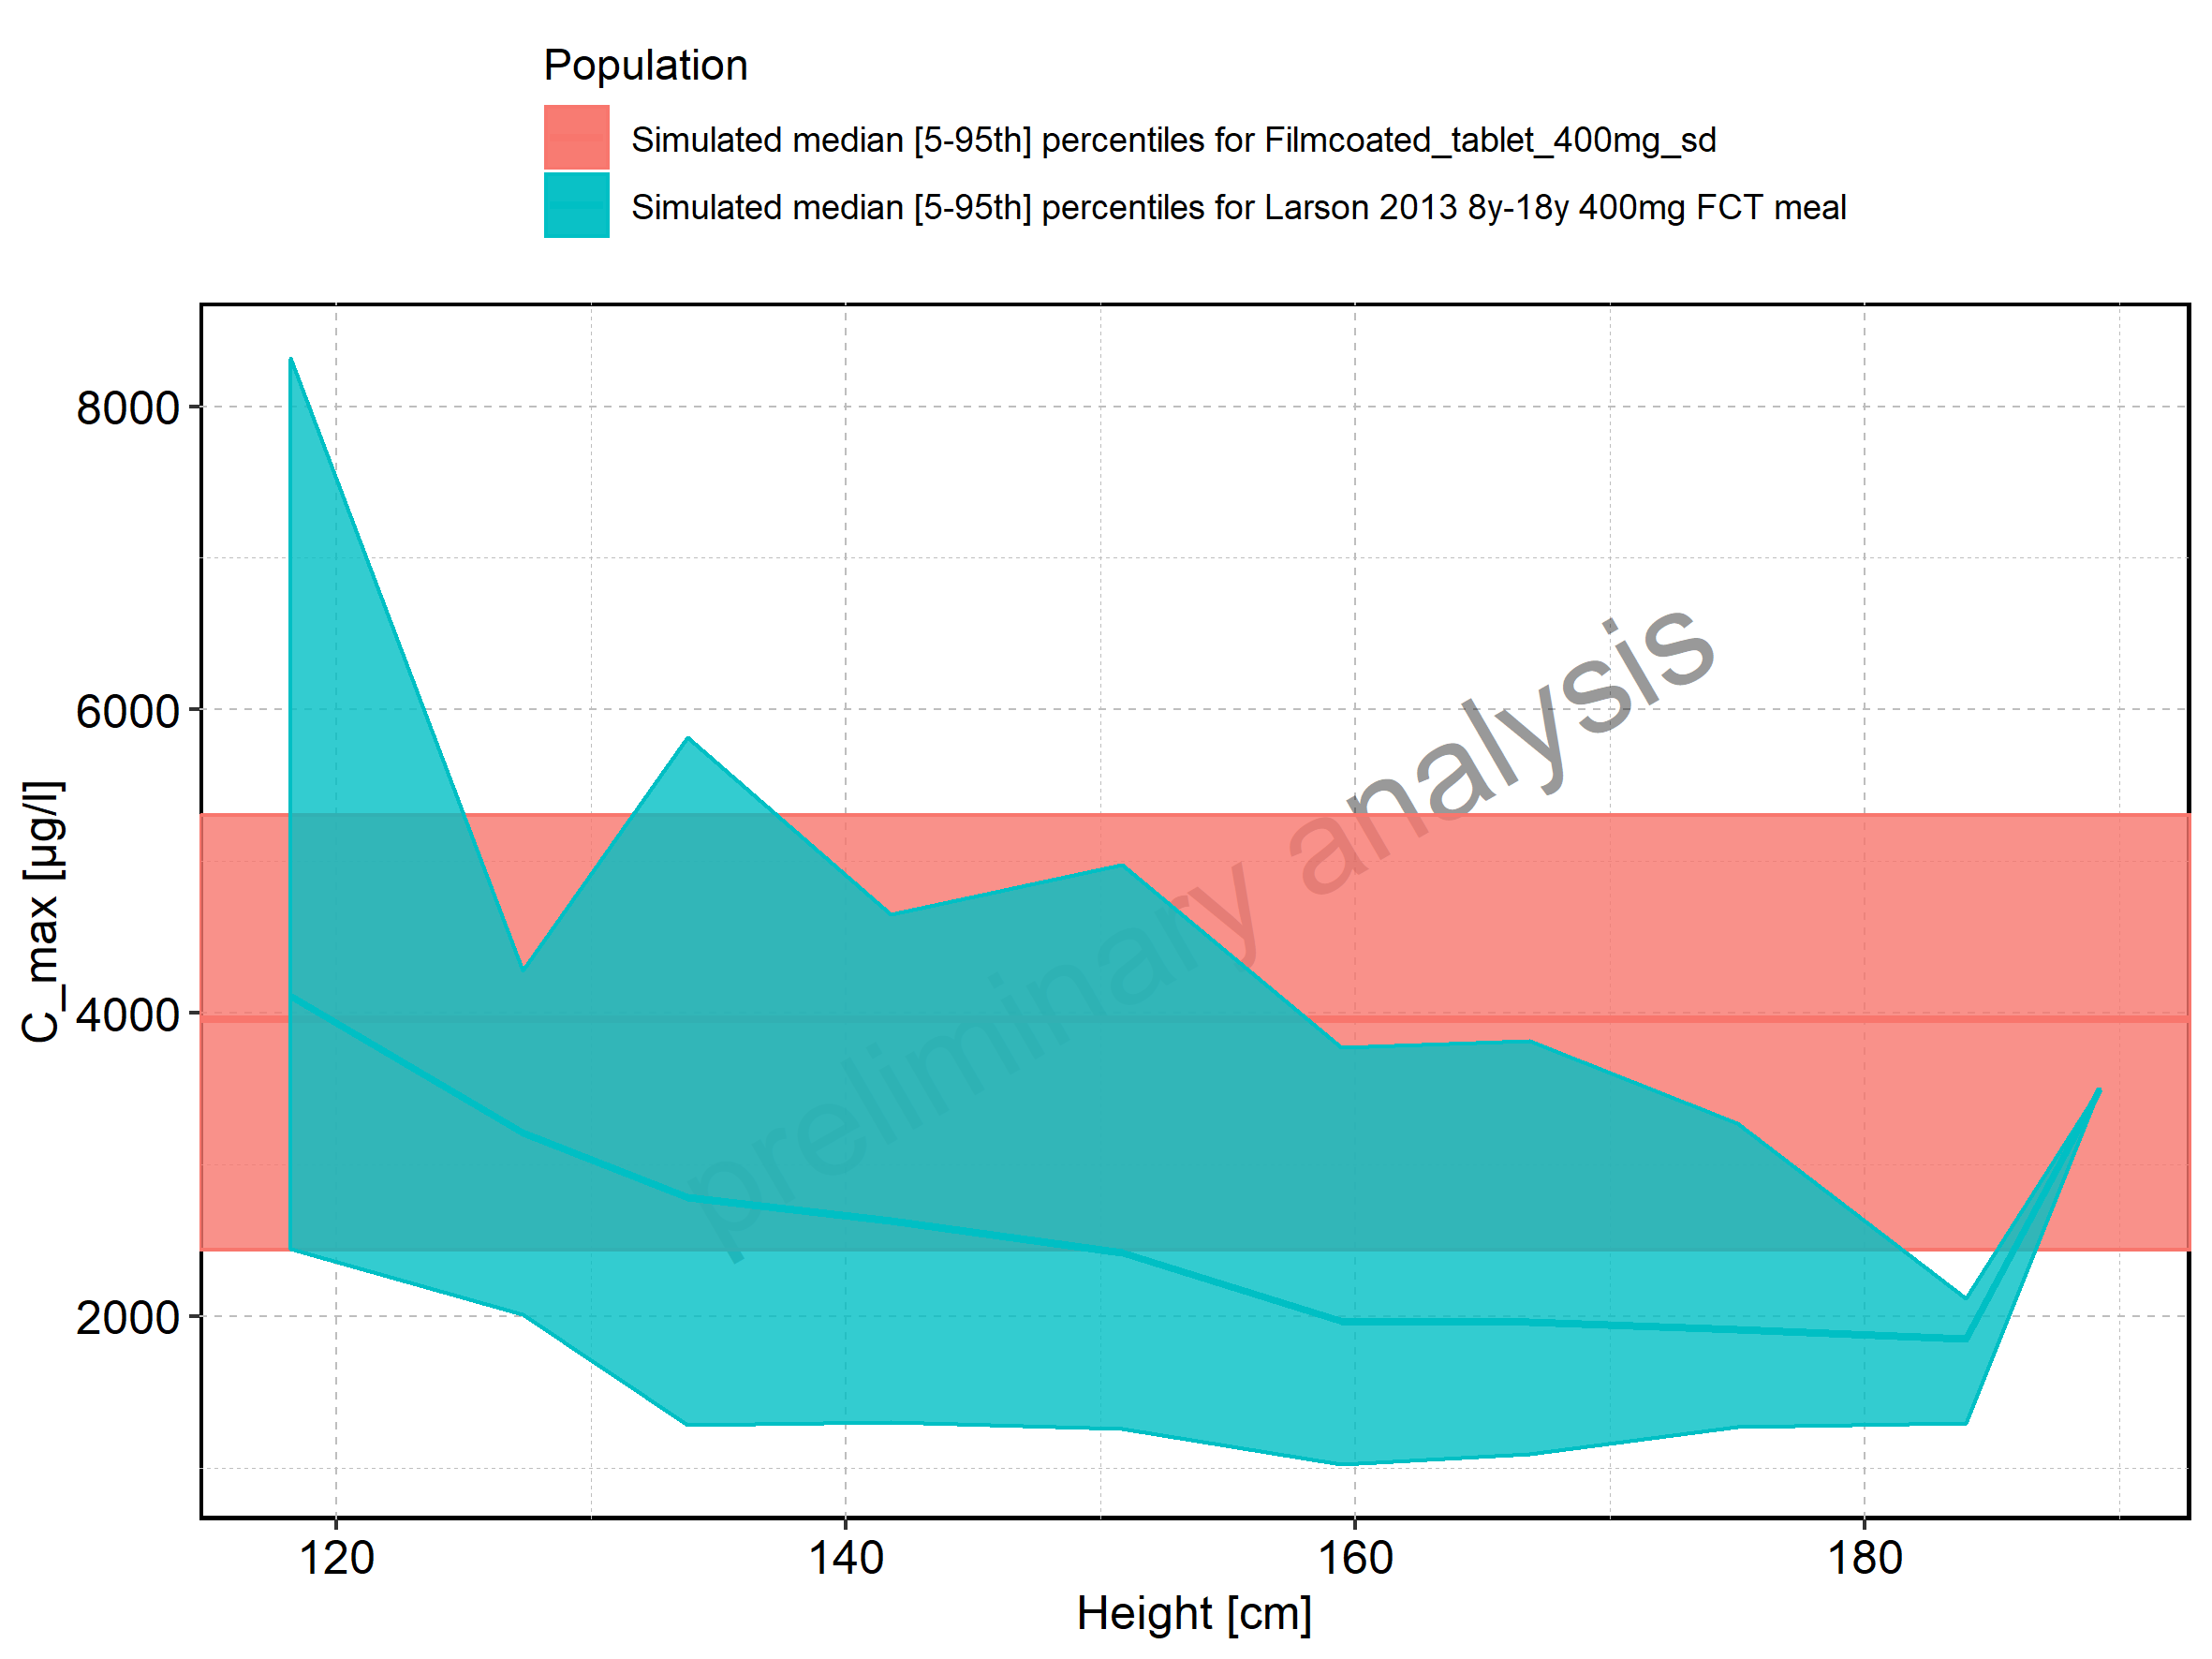 Population
Simulated median [5-95th] percentiles for Filmcoated_tablet_400mg_sd
Simulated median [5-95th] percentiles for Larson 2013 8y-18y 400mg FCT meal
8000
6000
4000
2000
C_max [µg/l]
preliminary analysis
120 140 160 180
Height [cm]